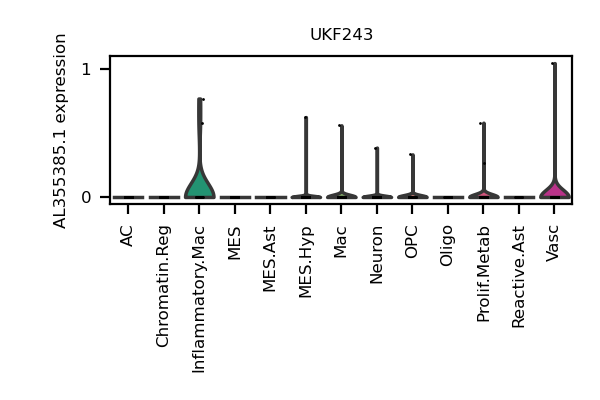 UKF243
AL355385.1 expression
1
0
AC
Chromatin.Reg
Inflammatory.Mac
MES
MES.Ast
MES.Hyp
Mac
Neuron
OPC
Oligo
Prolif.Metab
Reactive.Ast
Vasc